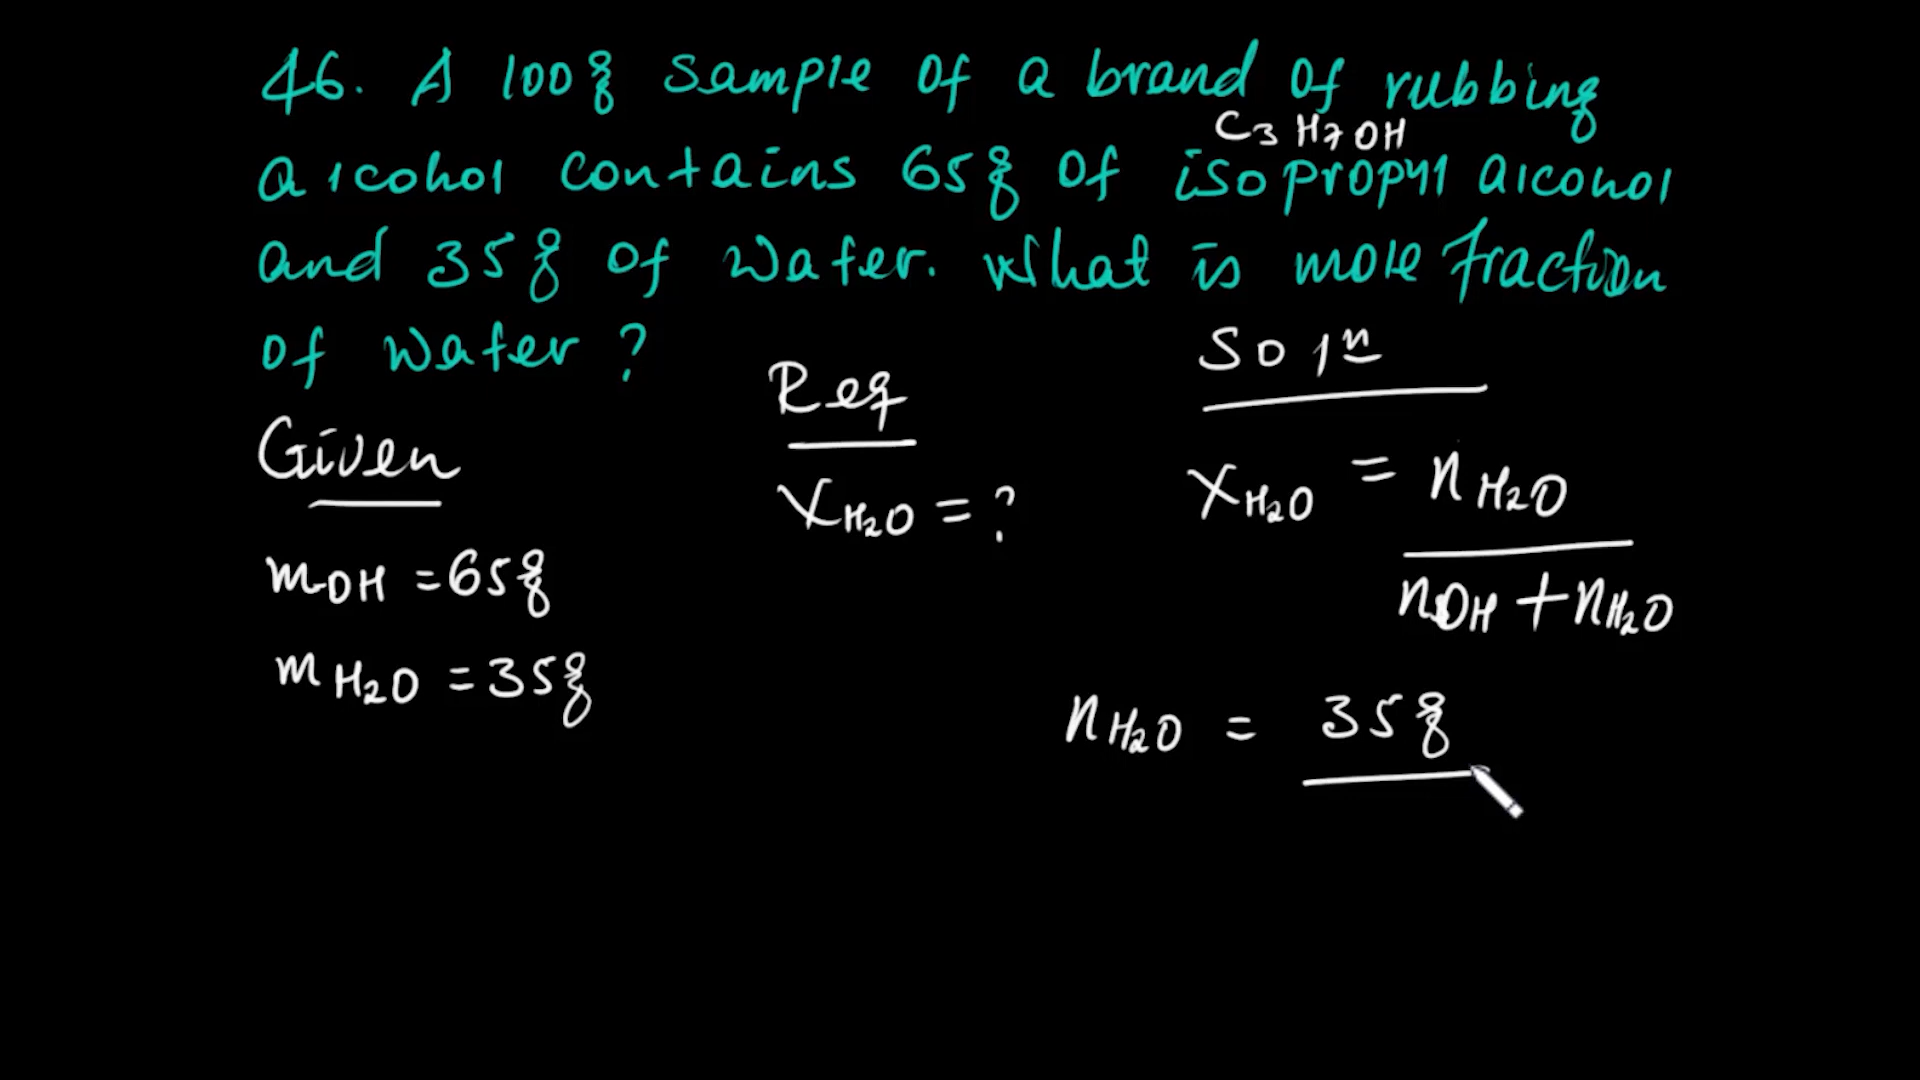 46. A 100g sample of a brand of rubbing
C3H7OH
alcohol contains 65g of isopropyl alcohol
and 35g of water. What is mole fraction
of water?
Given
mOH = 65g
mH2O = 35g
Req
XH2O = ?
Solⁿ
XH2O = nH2O
nOH + nH2O
nH2O = 35g